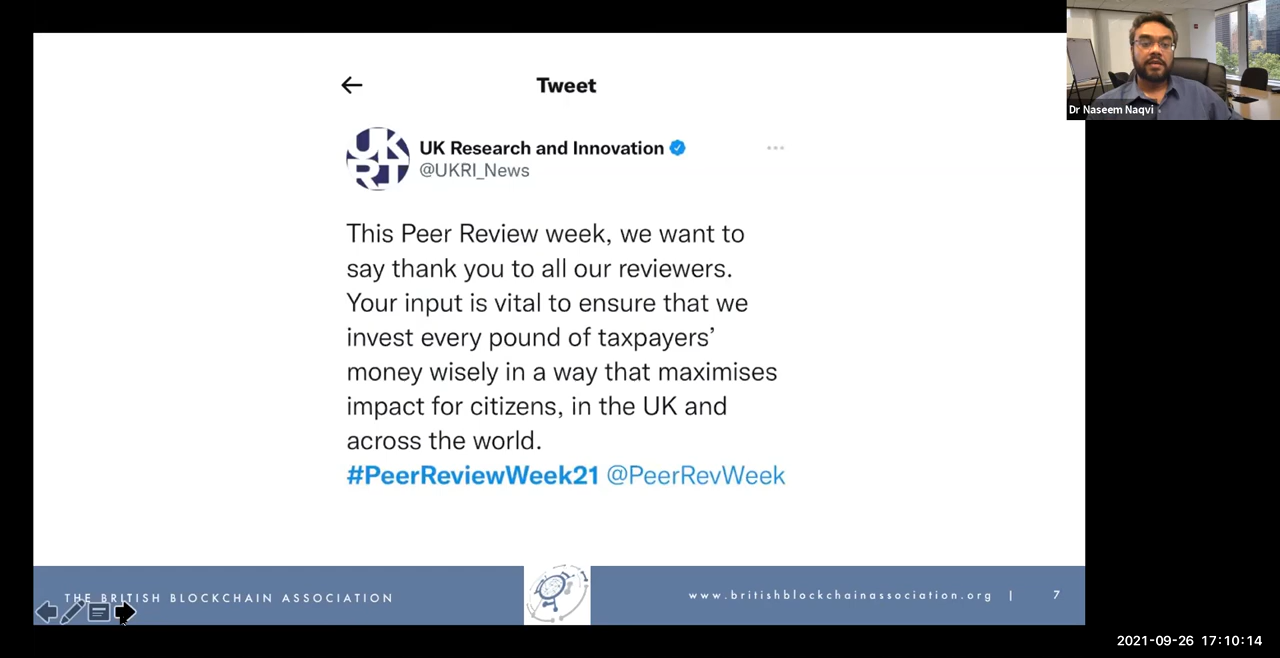 Tweet
UK
RI
UK Research and Innovation
@UKRI_News
This Peer Review week, we want to
say thank you to all our reviewers.
Your input is vital to ensure that we
invest every pound of taxpayers’
money wisely in a way that maximises
impact for citizens, in the UK and
across the world.
#PeerReviewWeek21 @PeerRevWeek
THE BRITISH BLOCKCHAIN ASSOCIATION
www.britishblockchainassociation.org | 7
Dr Naseem Naqvi
2021-09-26 17:10:14